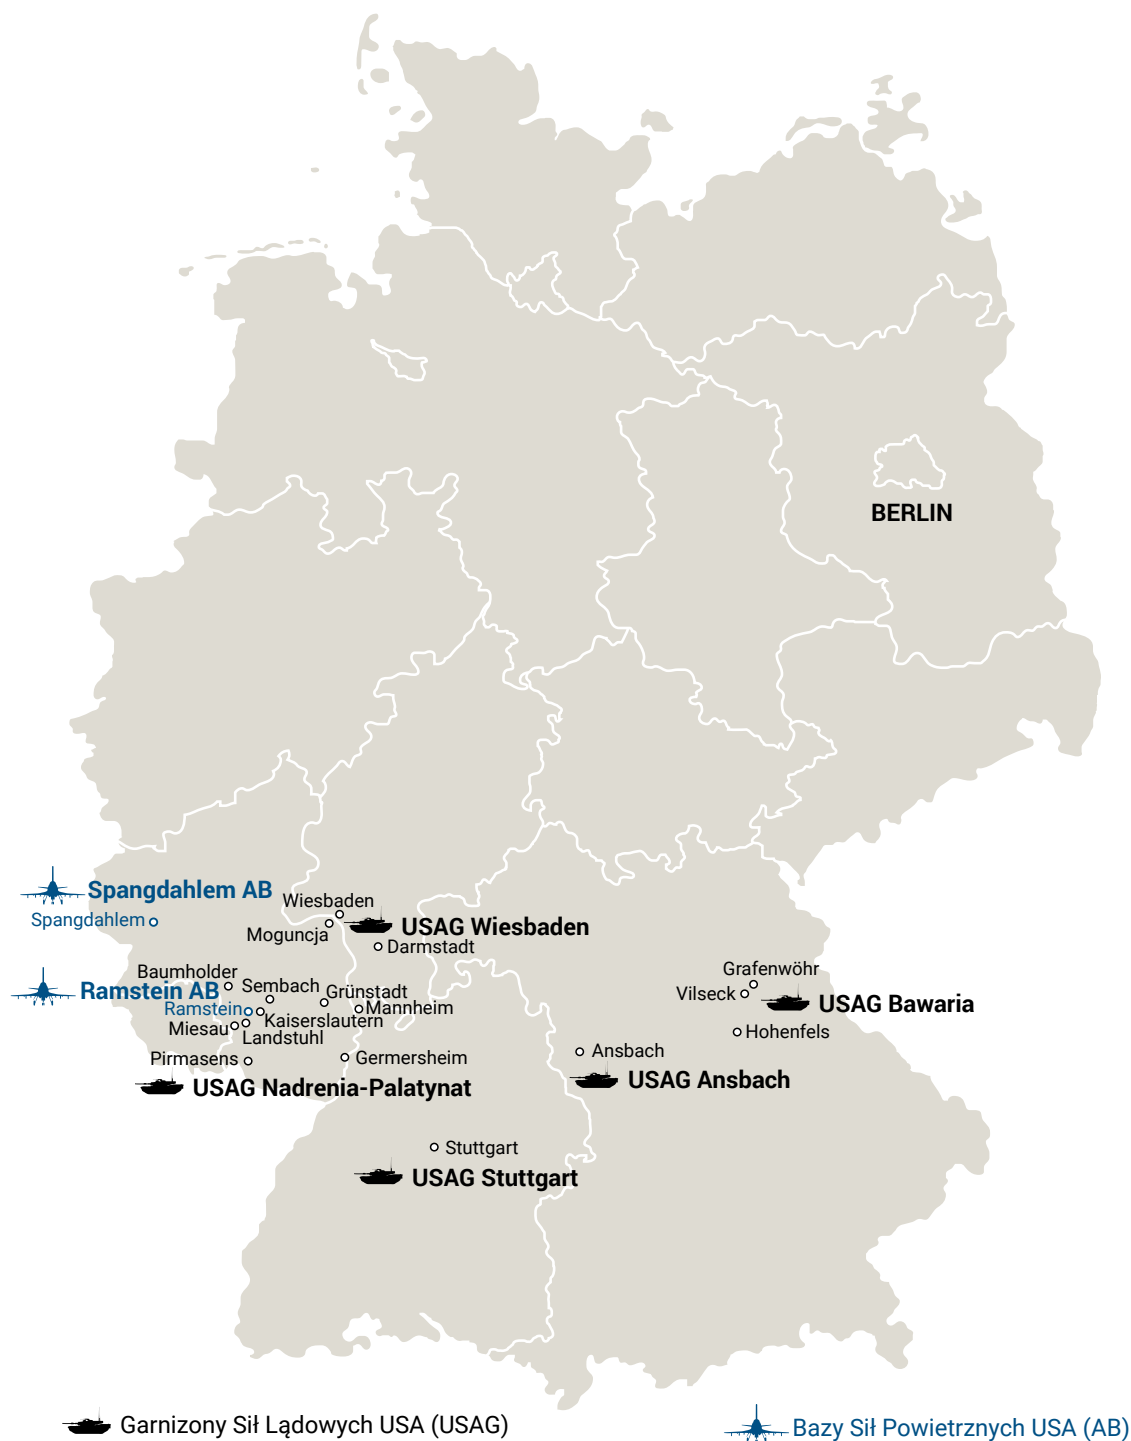 BERLIN
Spangdahlem AB
Spangdahlem
Wiesbaden
Moguncja
USAG Wiesbaden
Darmstadt
Baumholder
Ramstein AB
Sembach
Grünstadt
Ramstein
Mannheim
Kaiserslautern
Miesau
Landstuhl
Pirmasens
Germersheim
USAG Nadrenia-Palatynat
Grafenwöhr
Vilseck
USAG Bawaria
Hohenfels
Ansbach
USAG Ansbach
Stuttgart
USAG Stuttgart
Garnizony Sił Lądowych USA (USAG)
Bazy Sił Powietrznych USA (AB)